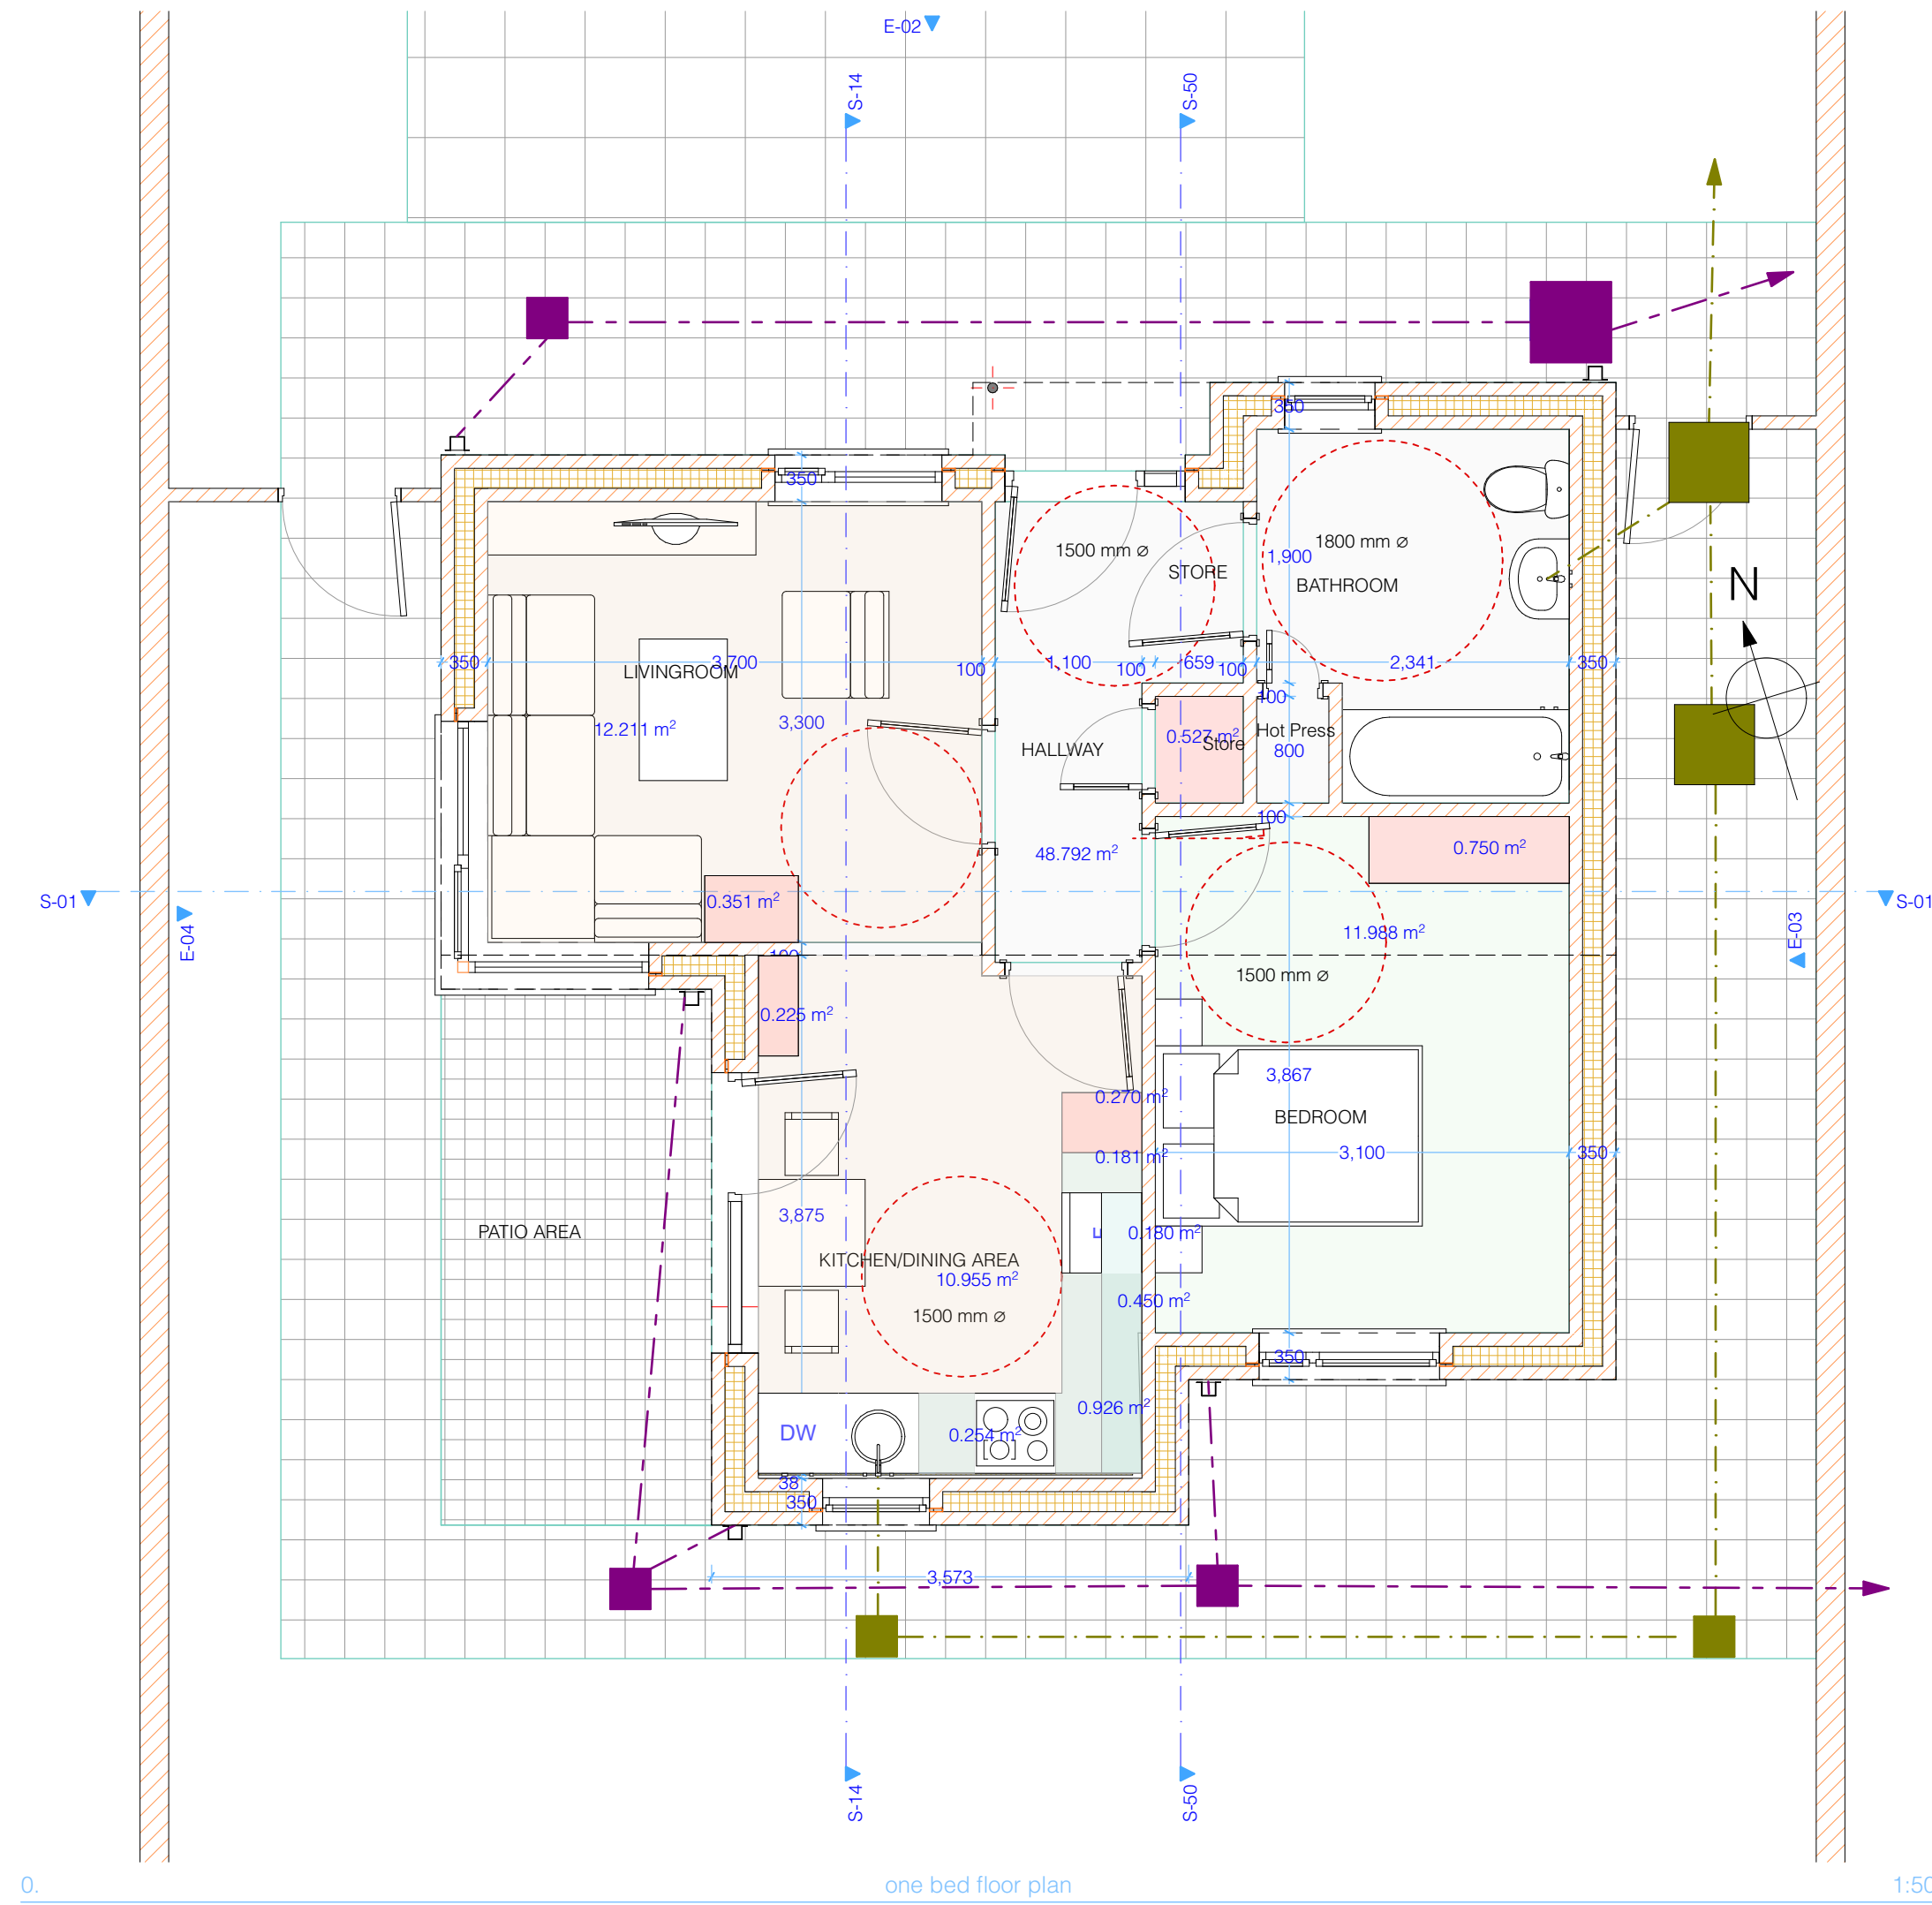 E-02
S-14
S-50
350
350
1500 mm ⌀
1800 mm ⌀
1,900
STORE
BATHROOM
N
350
3,700
100
1,100
100
659
100
2,341
350
LIVINGROOM
100
12.211 m²
3,300
HALLWAY
0.527 m²
Store
Hot Press
800
100
48.792 m²
0.750 m²
S-01
0.351 m²
S-01
E-04
11.988 m²
E-03
100
1500 mm ⌀
0.225 m²
3,867
0.270 m²
BEDROOM
0.181 m²
3,100
350
3,875
PATIO AREA
0.180 m²
KITCHEN/DINING AREA
10.955 m²
0.450 m²
1500 mm ⌀
350
0.926 m²
DW
0.254 m²
38
350
3,573
S-14
S-50
0.
one bed floor plan
1:50